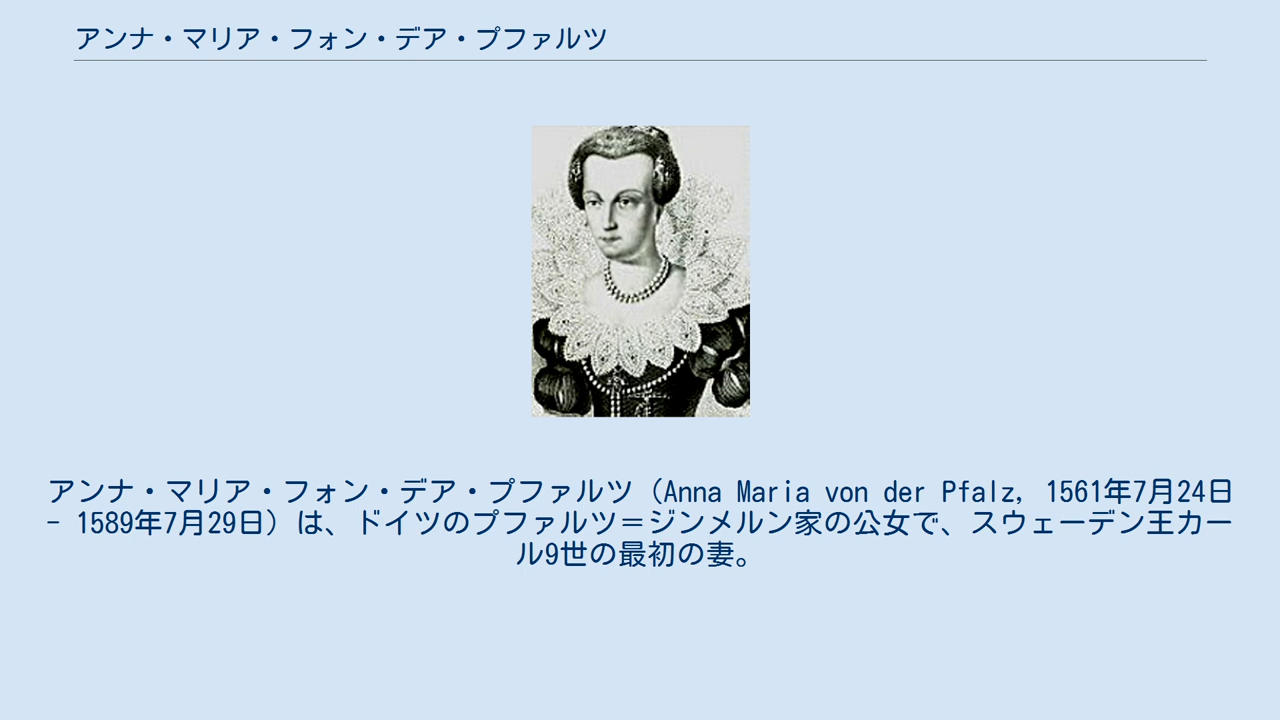 アンナ・マリア・フォン・デア・プファルツ
アンナ・マリア・フォン・デア・プファルツ（Anna Maria von der Pfalz, 1561年7月24日
- 1589年7月29日）は、ドイツのプファルツ＝ジンメルン家の公女で、スウェーデン王カー
ル9世の最初の妻。